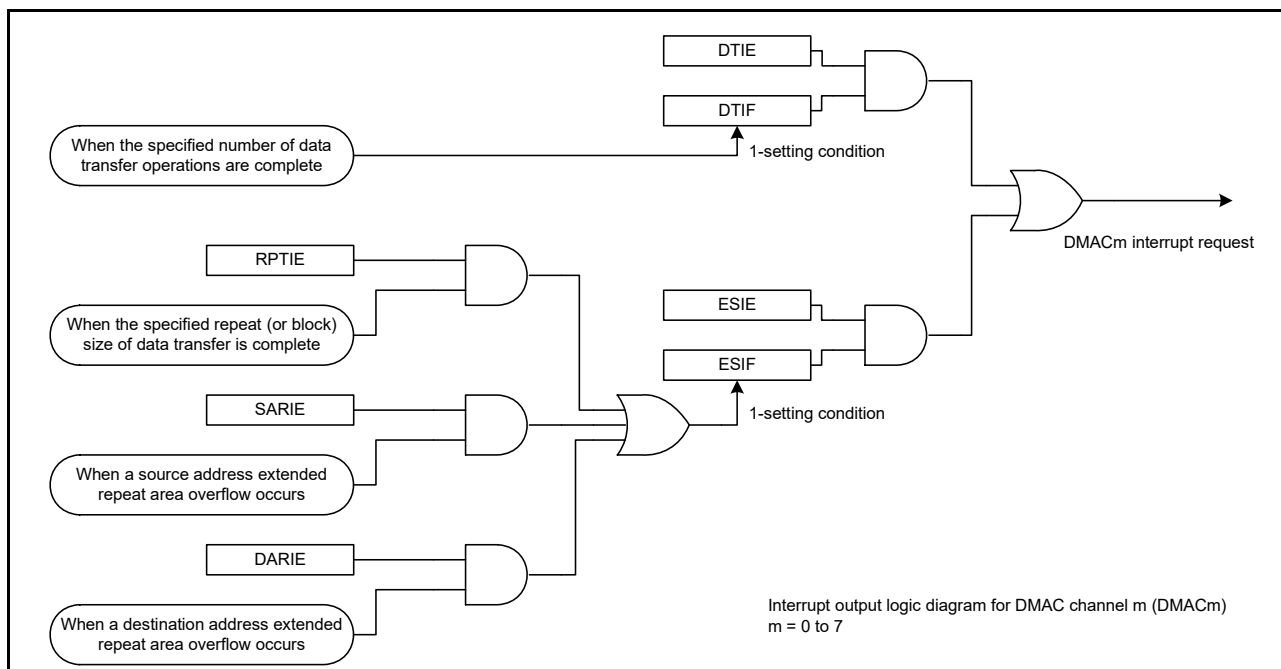 DTIE
DTIF
When the specified number of data
transfer operations are complete
1-setting condition
DMACm interrupt request
RPTIE
When the specified repeat (or block)
size of data transfer is complete
ESIE
ESIF
1-setting condition
SARIE
When a source address extended
repeat area overflow occurs
DARIE
When a destination address extended
repeat area overflow occurs
Interrupt output logic diagram for DMAC channel m (DMACm)
m = 0 to 7